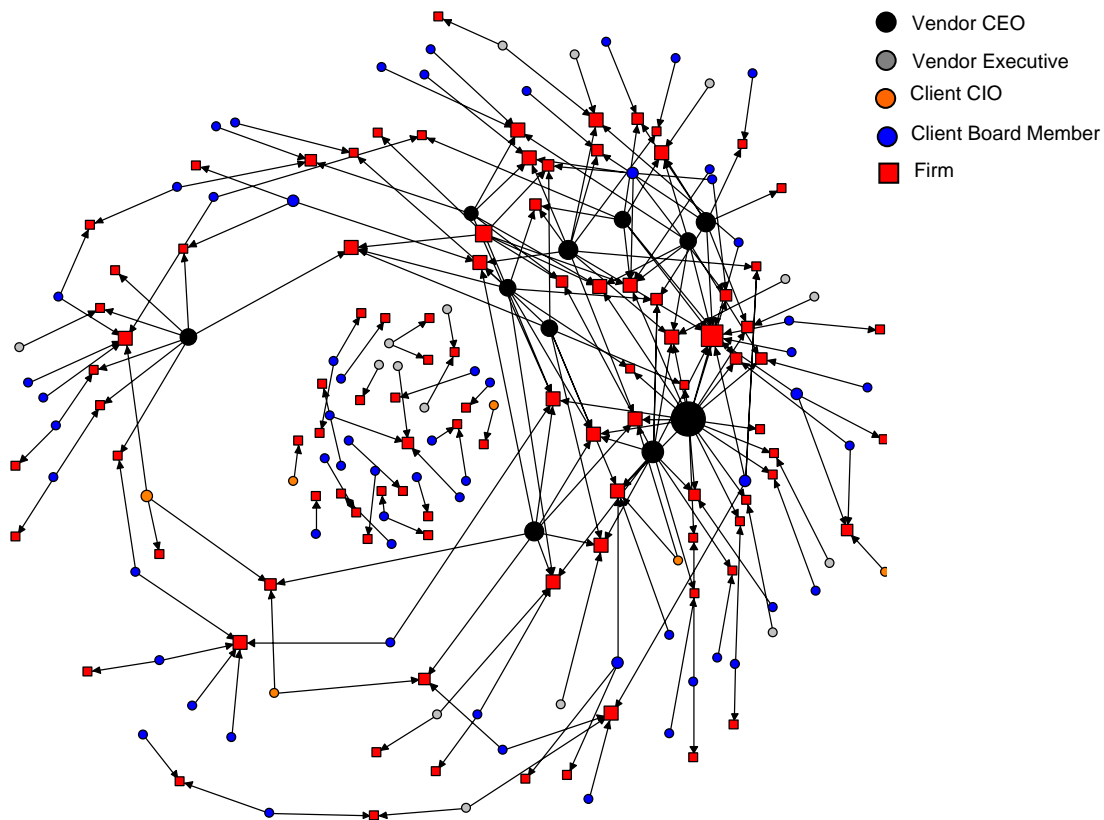 Vendor CEO
Vendor Executive
Client CIO
Client Board Member
Firm